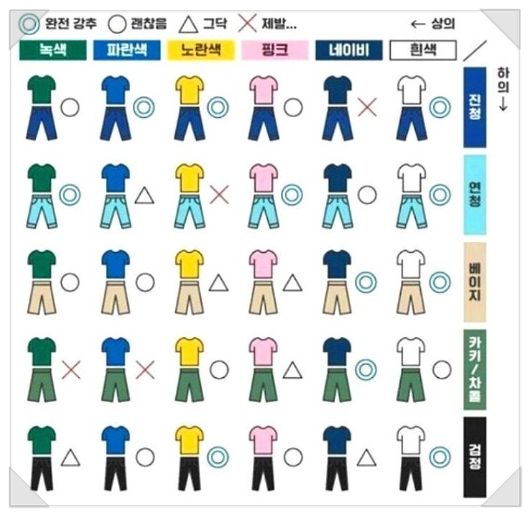 ◎ 완전 강추 ○ 괜찮음 △ 그닥 × 제발... ← 상의
녹색 파란색 노란색 핑크 네이비 흰색
하의 ↓
진청
연청
베이지
카키/차콜
검정